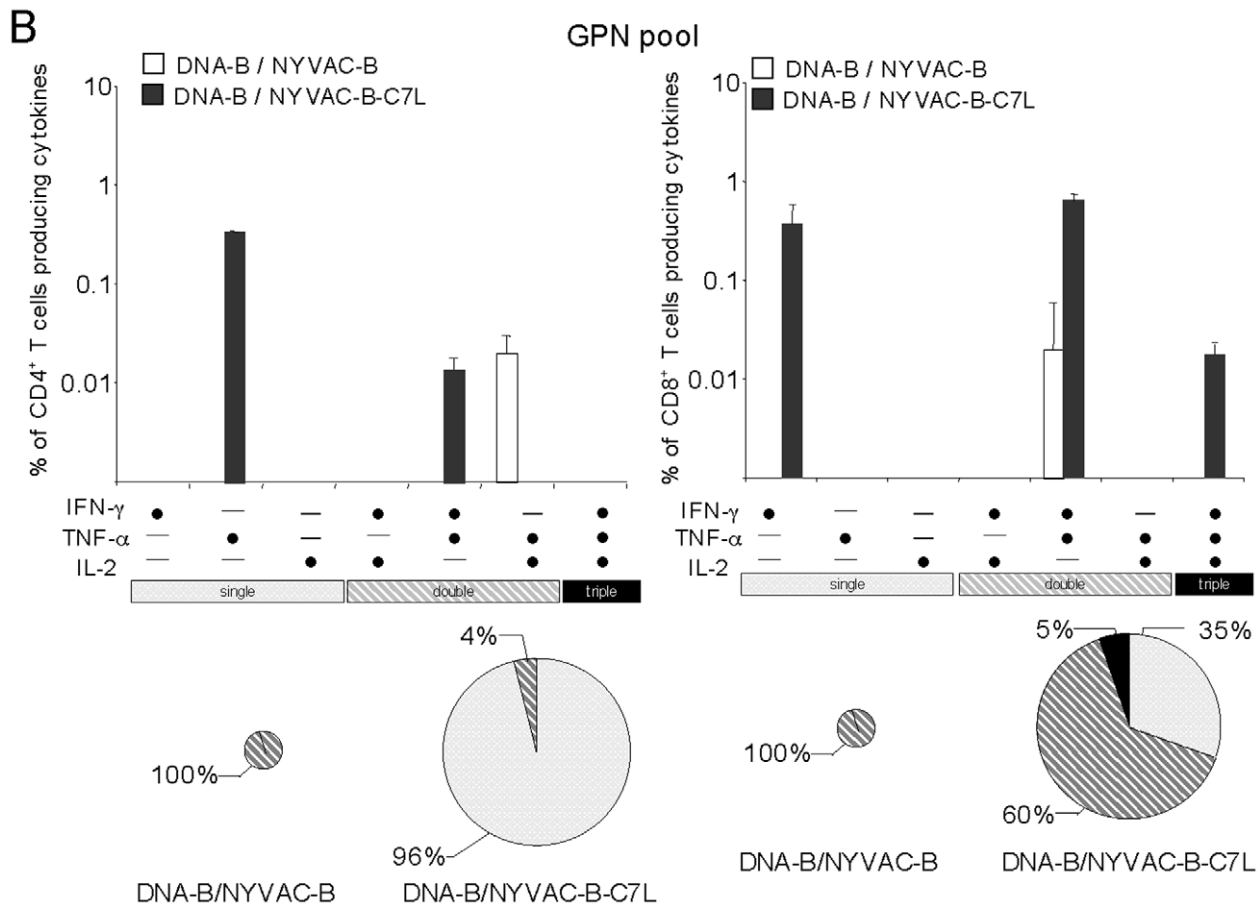 B
GPN pool
DNA-B / NYVAC-B
DNA-B / NYVAC-B-C7L
% of CD4+ T cells producing cytokines
10
1
0.1
0.01
IFN-γ
TNF-α
IL-2
single
double
triple
4%
100%
96%
DNA-B/NYVAC-B
DNA-B/NYVAC-B-C7L
DNA-B / NYVAC-B
DNA-B / NYVAC-B-C7L
% of CD8+ T cells producing cytokines
10
1
0.1
0.01
IFN-γ
TNF-α
IL-2
single
double
triple
5%
35%
100%
60%
DNA-B/NYVAC-B
DNA-B/NYVAC-B-C7L